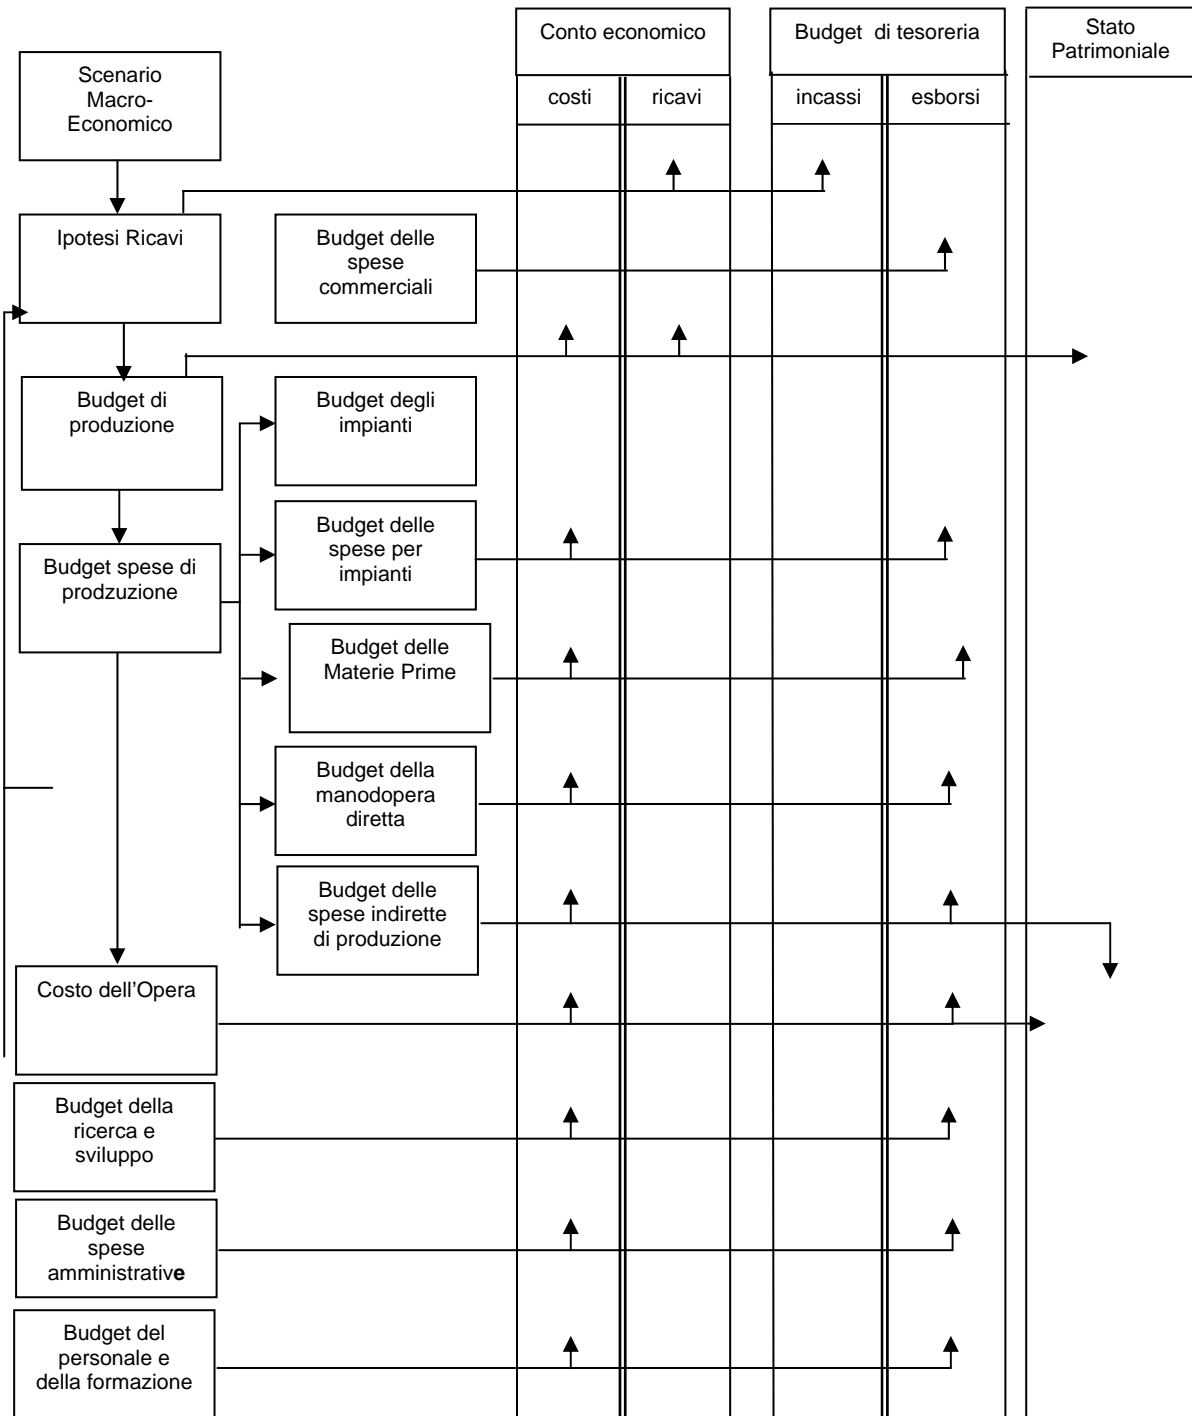 Conto economico
Budget  di tesoreria
Stato
Patrimoniale
costi
ricavi
incassi
esborsi
Scenario
Macro-
Economico
Ipotesi Ricavi
Budget delle
spese
commerciali
Budget di
produzione
Budget degli
impianti
Budget spese di
prodzuzione
Budget delle
spese per
impianti
Budget delle
Materie Prime
Budget della
manodopera
diretta
Budget delle
spese indirette
di produzione
Costo dell’Opera
Budget della
ricerca e
sviluppo
Budget delle
spese
amministrative
Budget del
personale e
della formazione